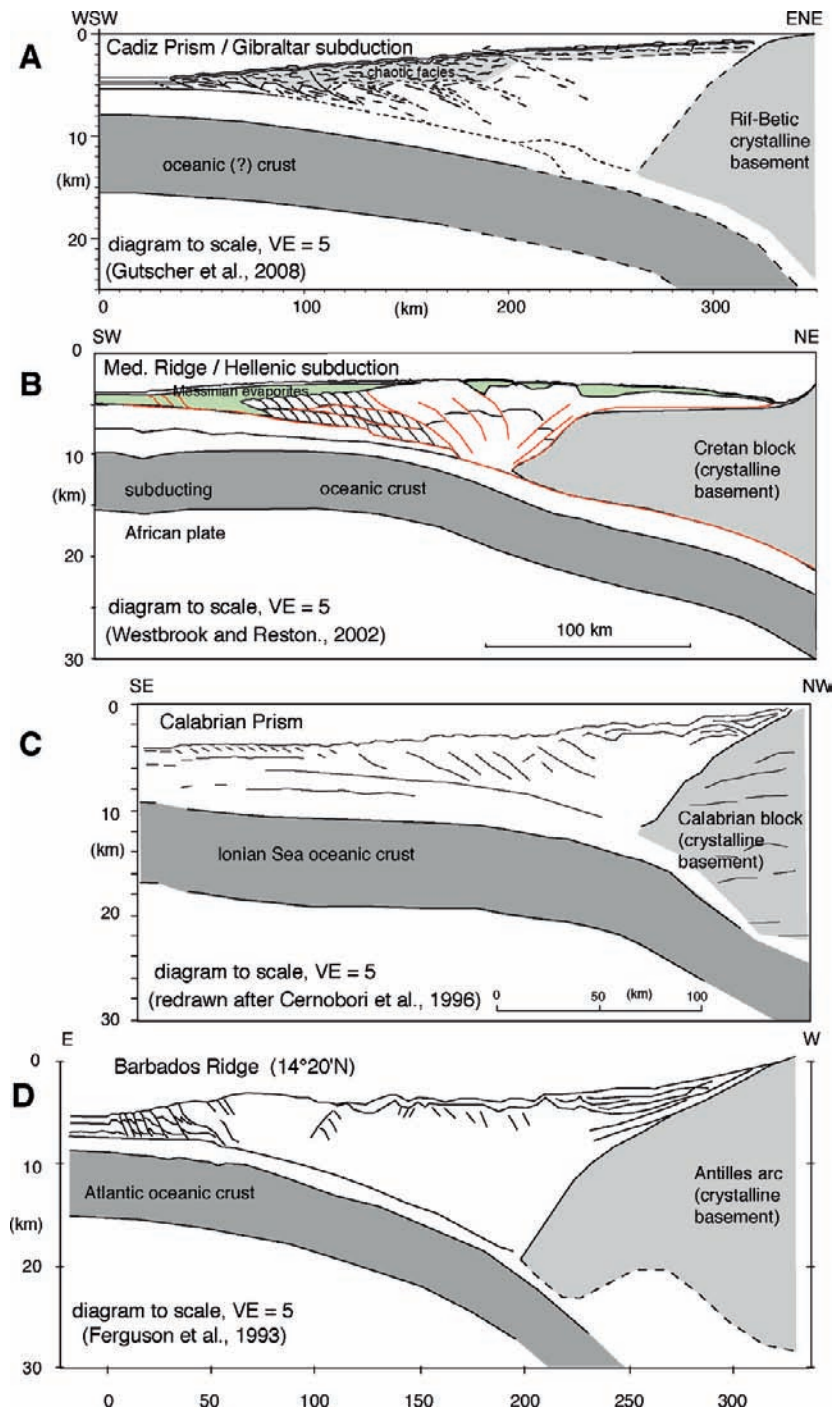 WSW ENE
A
0
Cadiz Prism / Gibraltar subduction
chaotic facies
Rif-Betic
crystalline
basement
10
oceanic (?) crust
(km)
20
diagram to scale, VE = 5
(Gutscher et al., 2008)
0 100 (km) 200 300
SW NE
B
0
Med. Ridge / Hellenic subduction
Messinian evaporites
10
Cretan block
(crystalline
basement)
(km)
subducting oceanic crust
African plate
20
diagram to scale, VE = 5
(Westbrook and Reston., 2002)
100 km
30
SE NW
C
0
Calabrian Prism
10
(km)
Calabrian block
(crystalline
basement)
Ionian Sea oceanic crust
20
diagram to scale, VE = 5
(redrawn after Cernobori et al., 1996)
0 50 (km) 100
30
E W
D
0
Barbados Ridge (14°20'N)
10
Atlantic oceanic crust
Antilles arc
(crystalline
basement)
(km)
20
diagram to scale, VE = 5
(Ferguson et al., 1993)
30
0 50 100 150 200 250 300